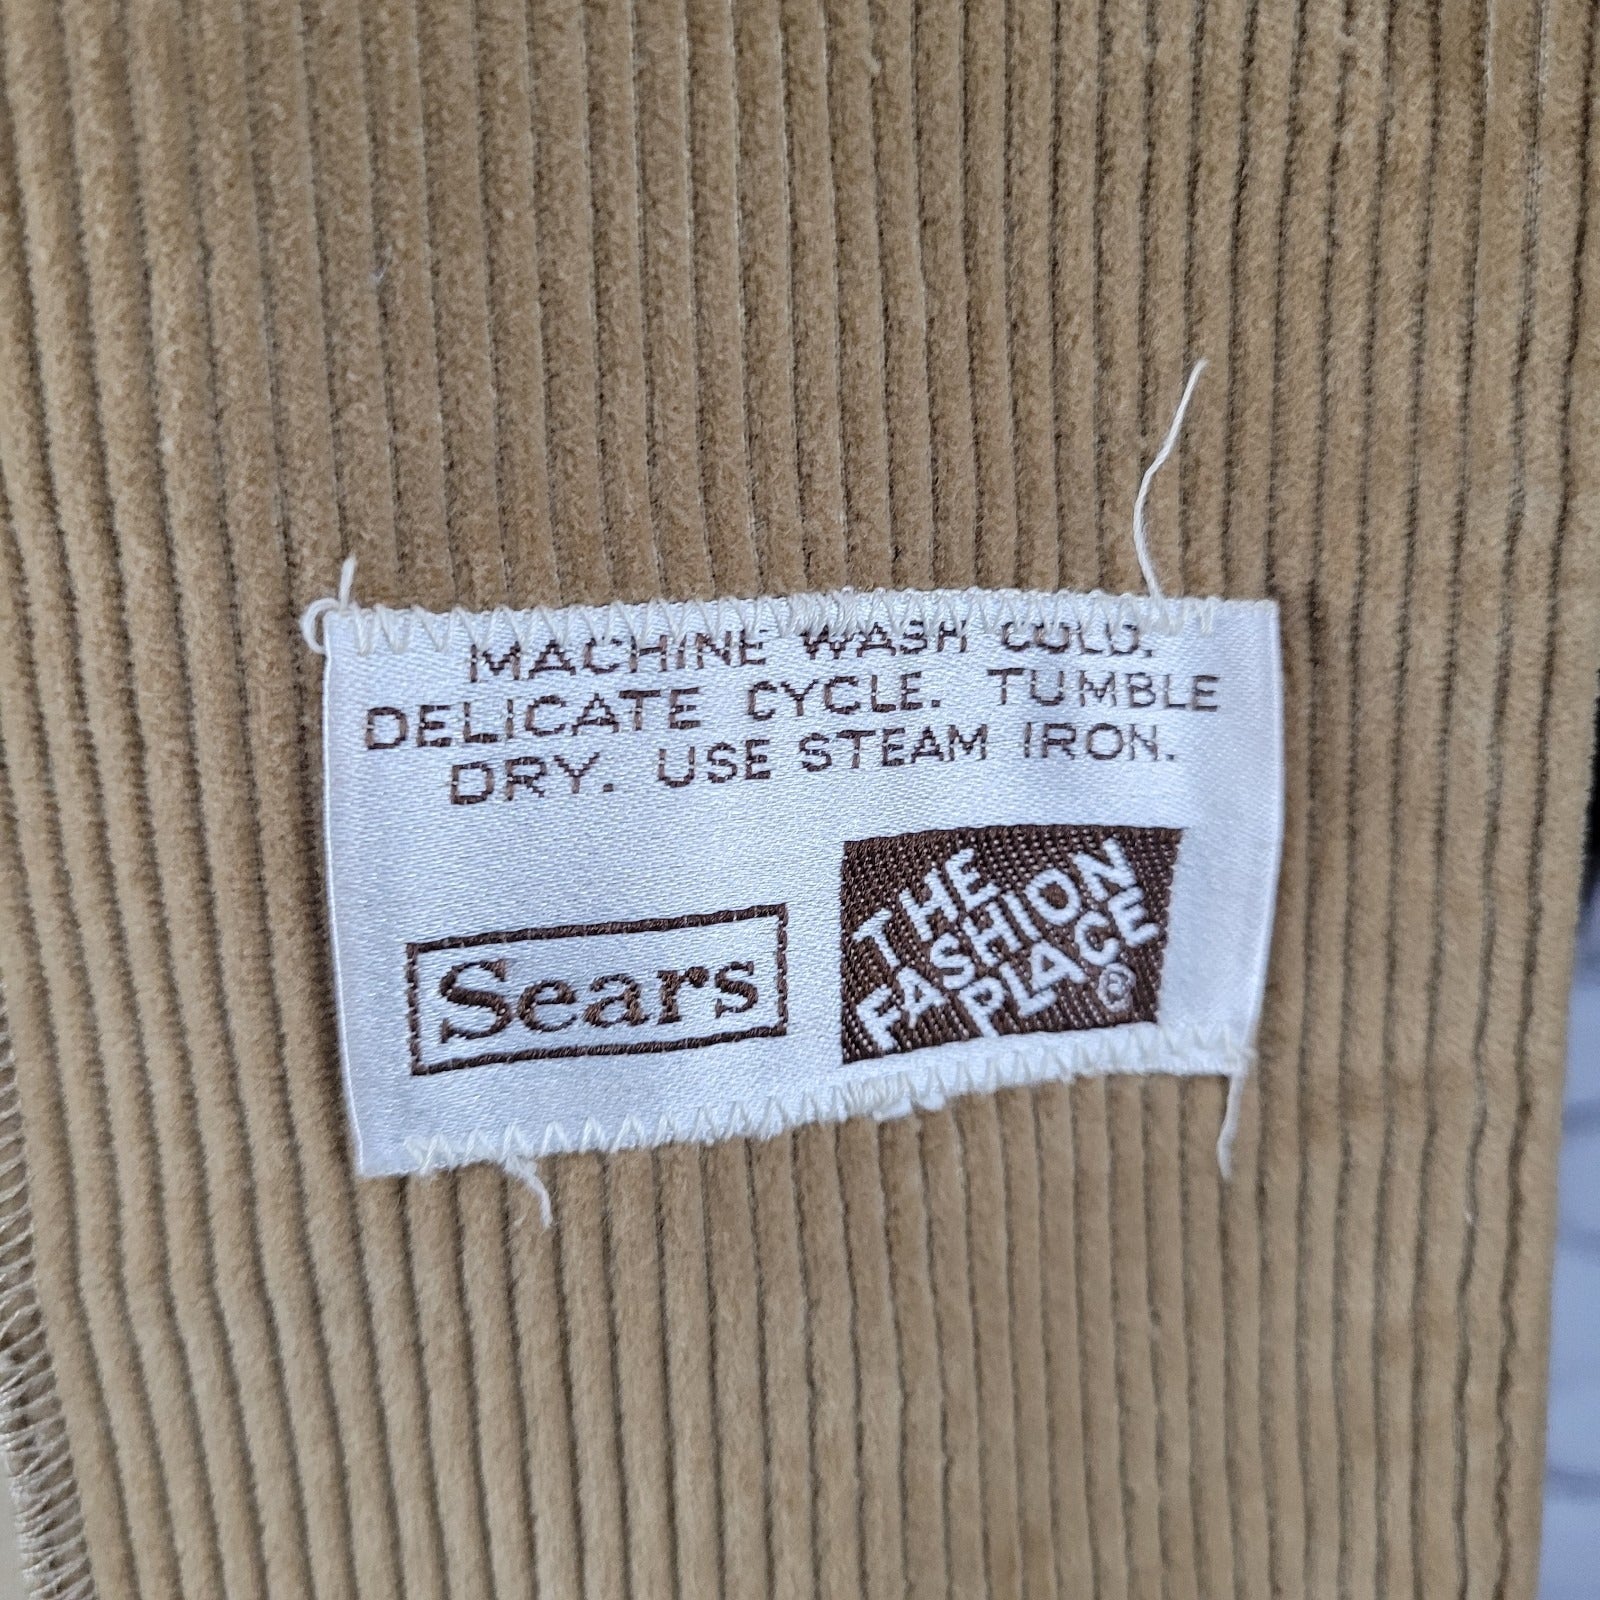 MACHINE WASH COLD.
DELICATE CYCLE. TUMBLE
DRY. USE STEAM IRON.
Sears
THE
FASHION
PLACE®